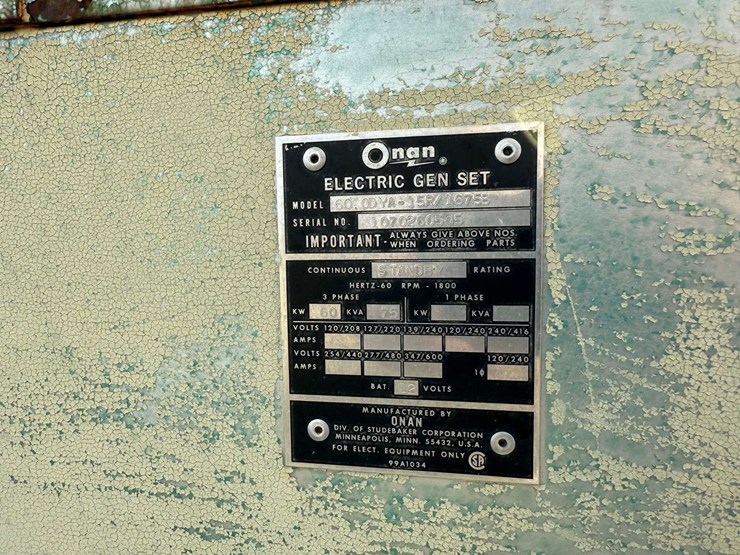 Onan
ELECTRIC GEN SET
MODEL 60.0DYA-15R/1675B
SERIAL NO.
IMPORTANT- ALWAYS GIVE ABOVE NOS.
WHEN ORDERING PARTS
CONTINUOUS STANDBY RATING
HERTZ-60 RPM - 1800
3 PHASE 1 PHASE
KW 60 KVA 75 KW KVA
VOLTS 120/208 127/220 139/240 120/240 240/416
AMPS
VOLTS 254/440 277/480 347/600 120/240
AMPS 1ϕ
BAT. 12 VOLTS
MANUFACTURED BY
ONAN
DIV. OF STUDEBAKER CORPORATION
MINNEAPOLIS, MINN. 55432, U.S.A.
FOR ELECT. EQUIPMENT ONLY SA
99A1034